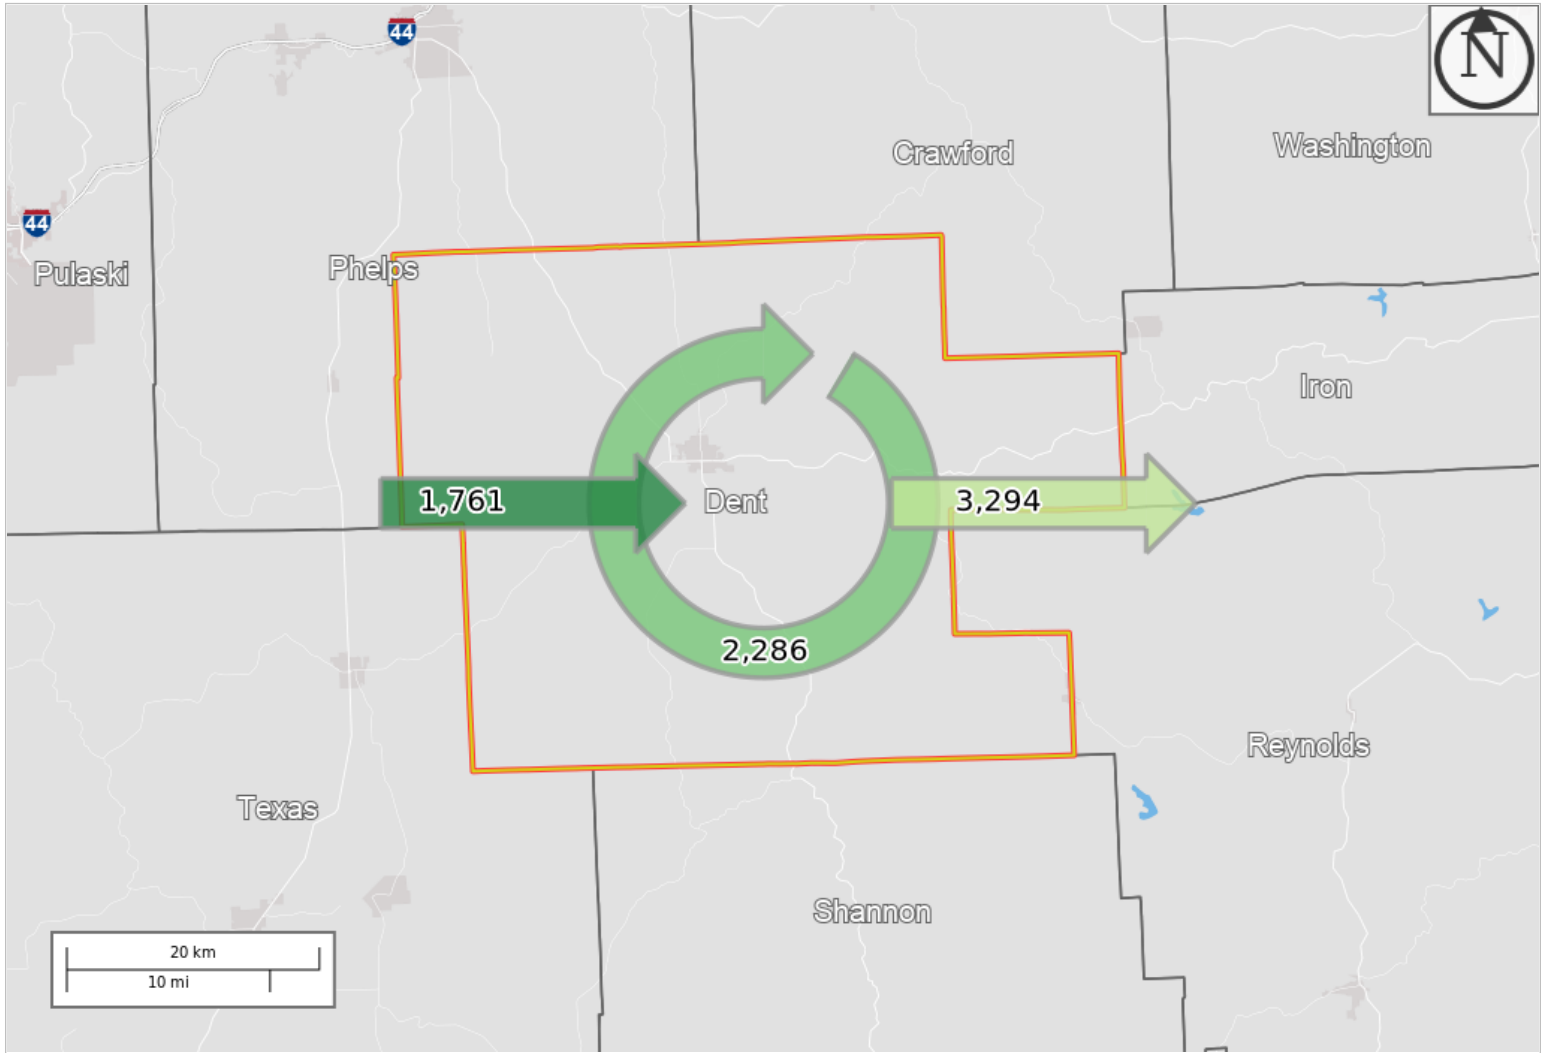 44
N
Crawford
Washington
44
Pulaski
Phelps
Iron
1,761
Dent
3,294
2,286
Reynolds
Texas
Shannon
20 km
10 mi